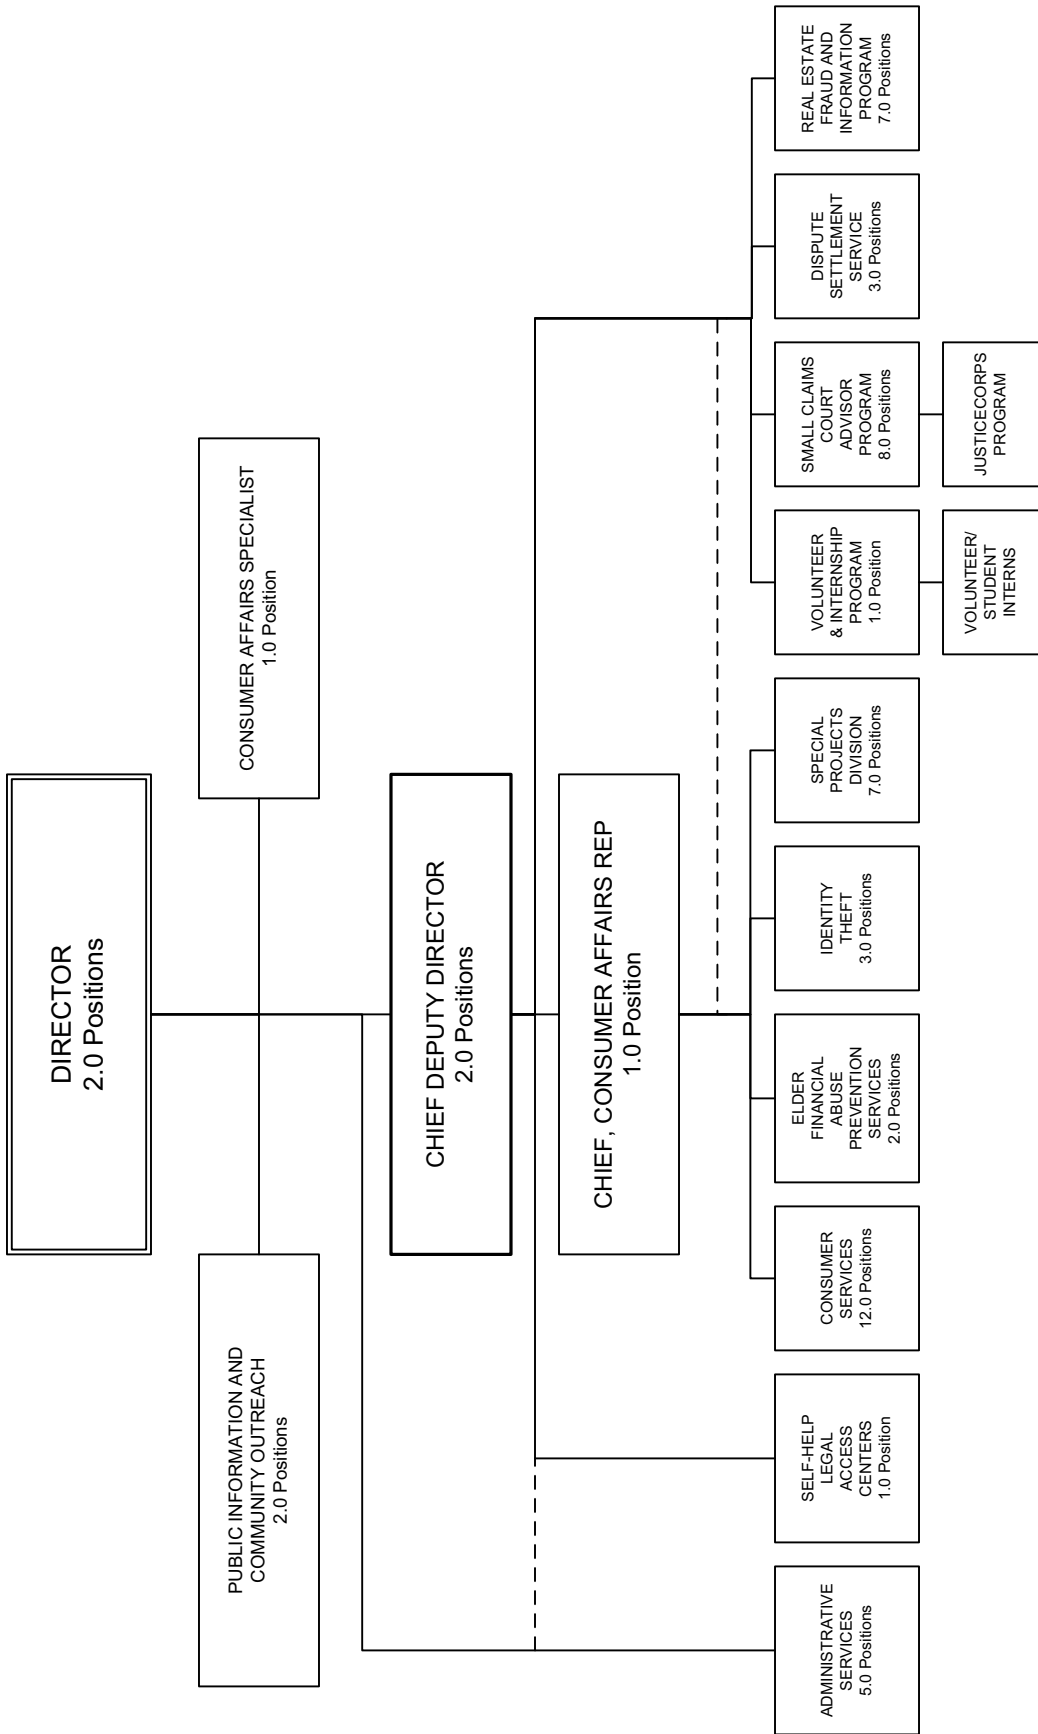 DIRECTOR
2.0 Positions
PUBLIC INFORMATION AND
COMMUNITY OUTREACH
2.0 Positions
CONSUMER AFFAIRS SPECIALIST
1.0 Position
CHIEF DEPUTY DIRECTOR
2.0 Positions
CHIEF, CONSUMER AFFAIRS REP
1.0 Position
ADMINISTRATIVE
SERVICES
5.0 Positions
SELF-HELP
LEGAL
ACCESS
CENTERS
1.0 Position
CONSUMER
SERVICES
12.0 Positions
ELDER
FINANCIAL
ABUSE
PREVENTION
SERVICES
2.0 Positions
IDENTITY
THEFT
3.0 Positions
SPECIAL
PROJECTS
DIVISION
7.0 Positions
VOLUNTEER
& INTERNSHIP
PROGRAM
1.0 Position
SMALL CLAIMS
COURT
ADVISOR
PROGRAM
8.0 Positions
DISPUTE
SETTLEMENT
SERVICE
3.0 Positions
REAL ESTATE
FRAUD AND
INFORMATION
PROGRAM
7.0 Positions
VOLUNTEER/
STUDENT
INTERNS
JUSTICECORPS
PROGRAM